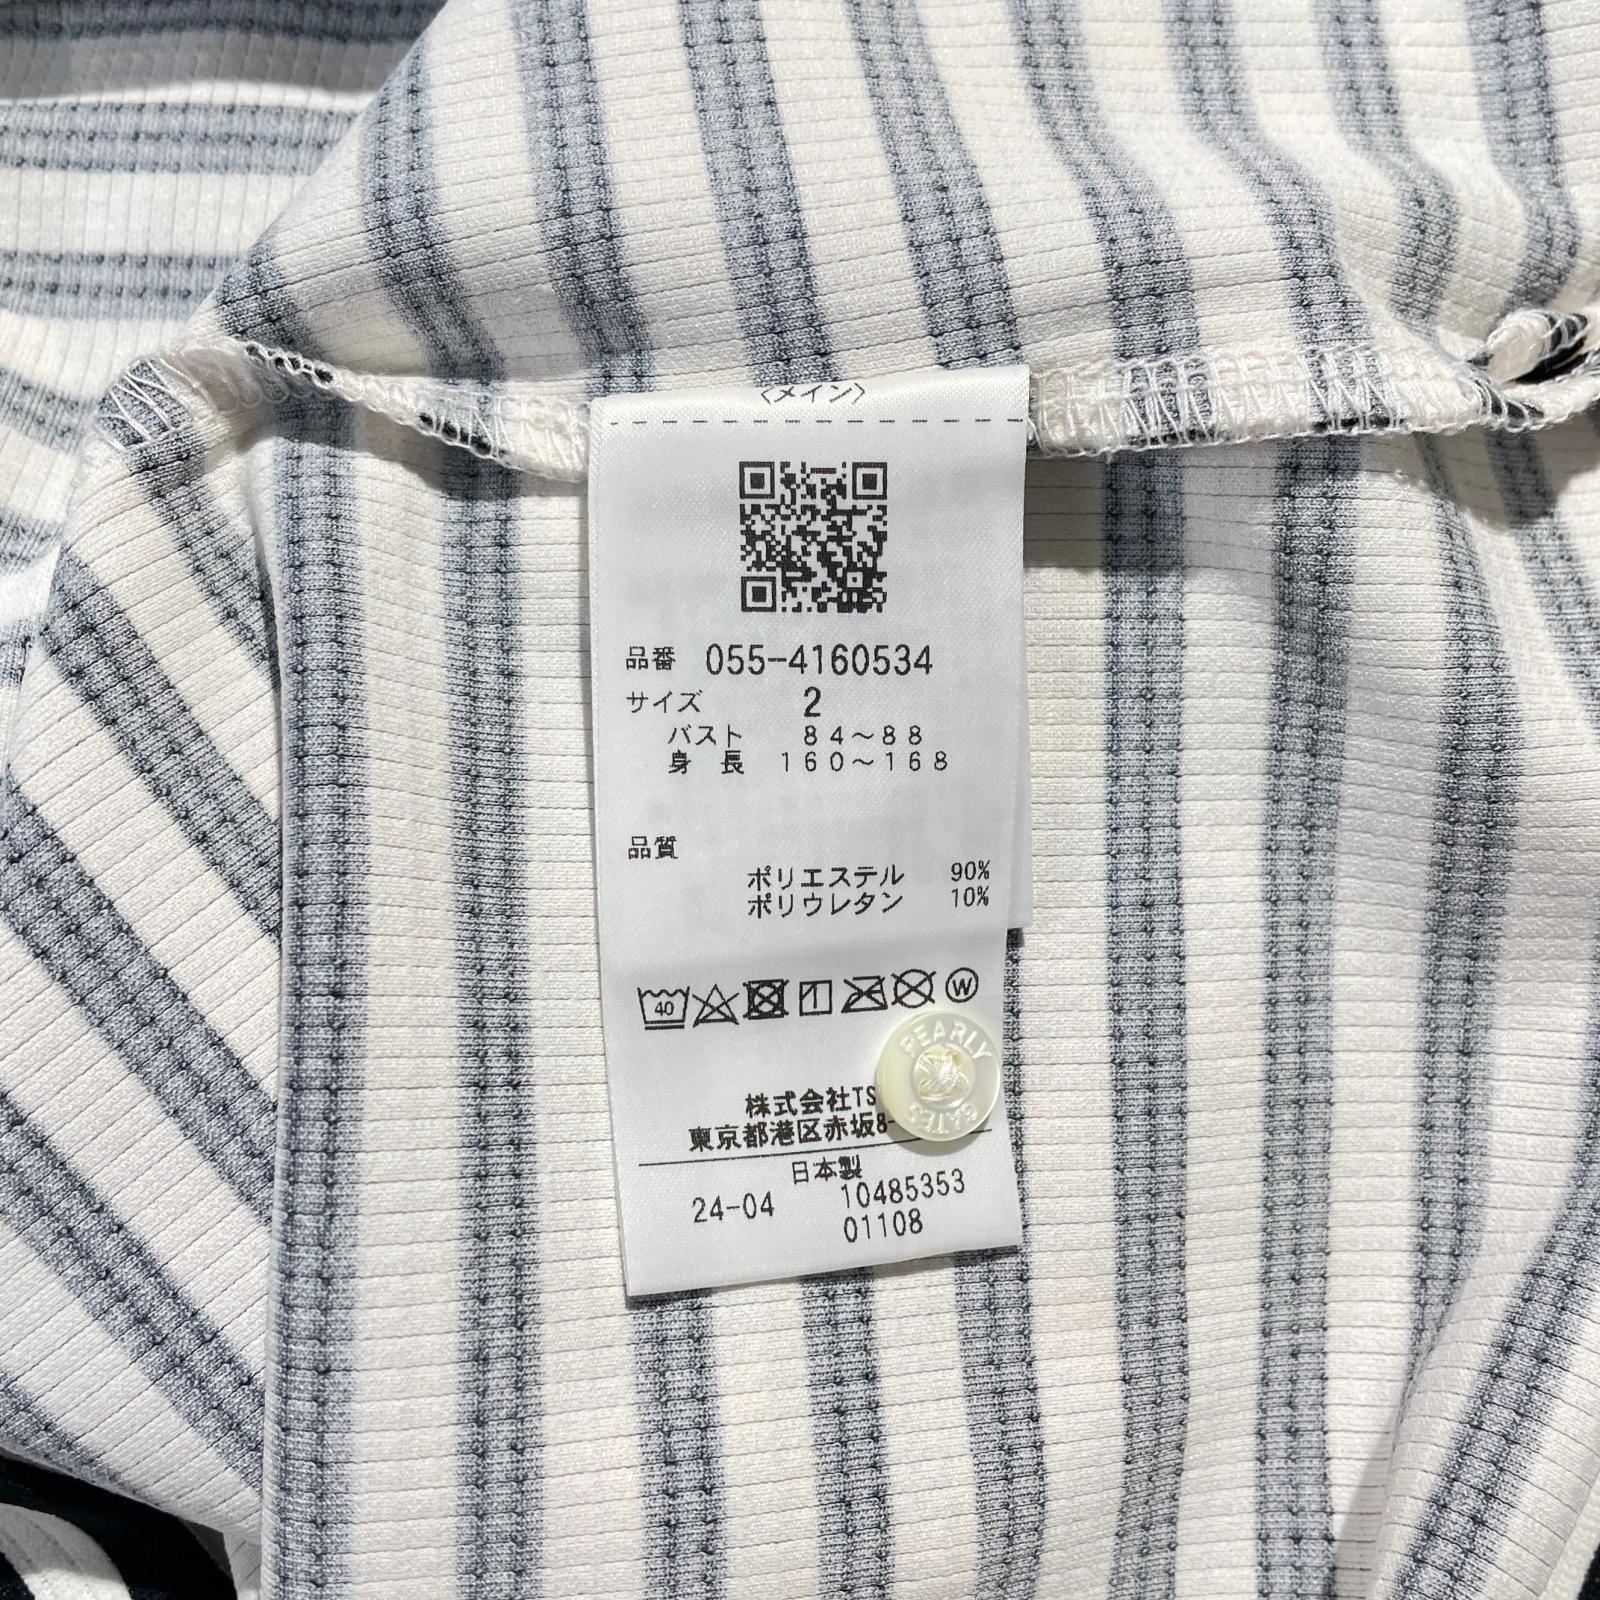 〈メイン〉
品番 055-4160534
サイズ 2
バスト 84~88
身長 160~168
品質
ポリエステル 90%
ポリウレタン 10%
40
W
PEARLY
GATES
株式会社TS
東京都港区赤坂8-
日本製
24-04 10485353
01108